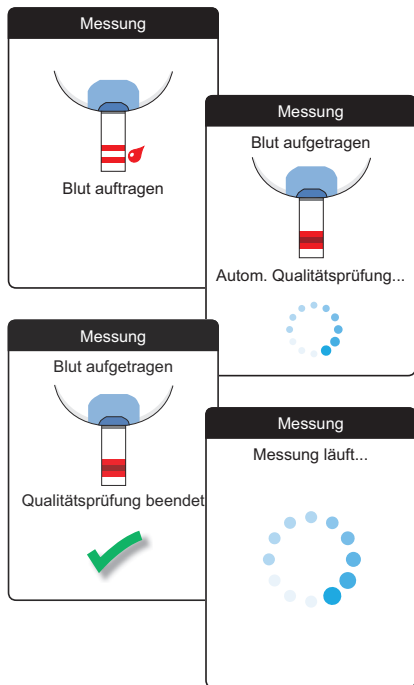 Messung
Blut auftragen
Messung
Blut aufgetragen
Autom. Qualitätsprüfung...
Messung
Blut aufgetragen
Qualitätsprüfung beendet
Messung
Messung läuft...